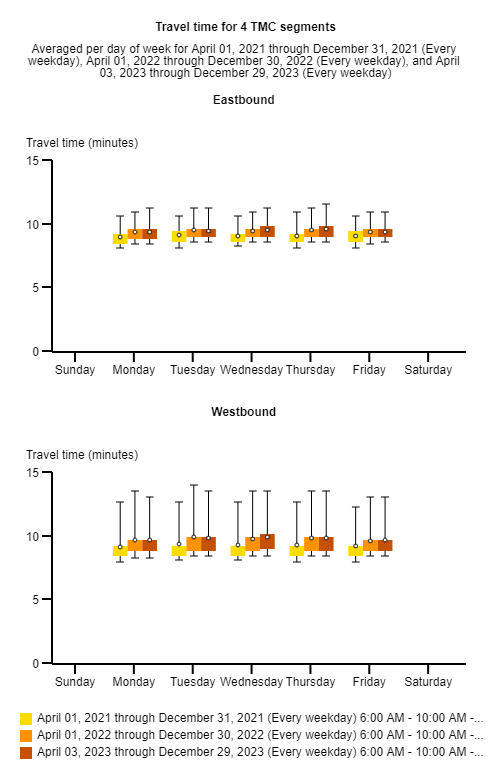 Travel time for 4 TMC segments
Averaged per day of week for April 01, 2021 through December 31, 2021 (Every
weekday), April 01, 2022 through December 30, 2022 (Every weekday), and April
03, 2023 through December 29, 2023 (Every weekday)
Eastbound
Travel time (minutes)
15
10
5
0
Sunday Monday Tuesday Wednesday Thursday Friday Saturday
Westbound
Travel time (minutes)
15
10
5
0
Sunday Monday Tuesday Wednesday Thursday Friday Saturday
April 01, 2021 through December 31, 2021 (Every weekday) 6:00 AM - 10:00 AM -...
April 01, 2022 through December 30, 2022 (Every weekday) 6:00 AM - 10:00 AM -...
April 03, 2023 through December 29, 2023 (Every weekday) 6:00 AM - 10:00 AM -...